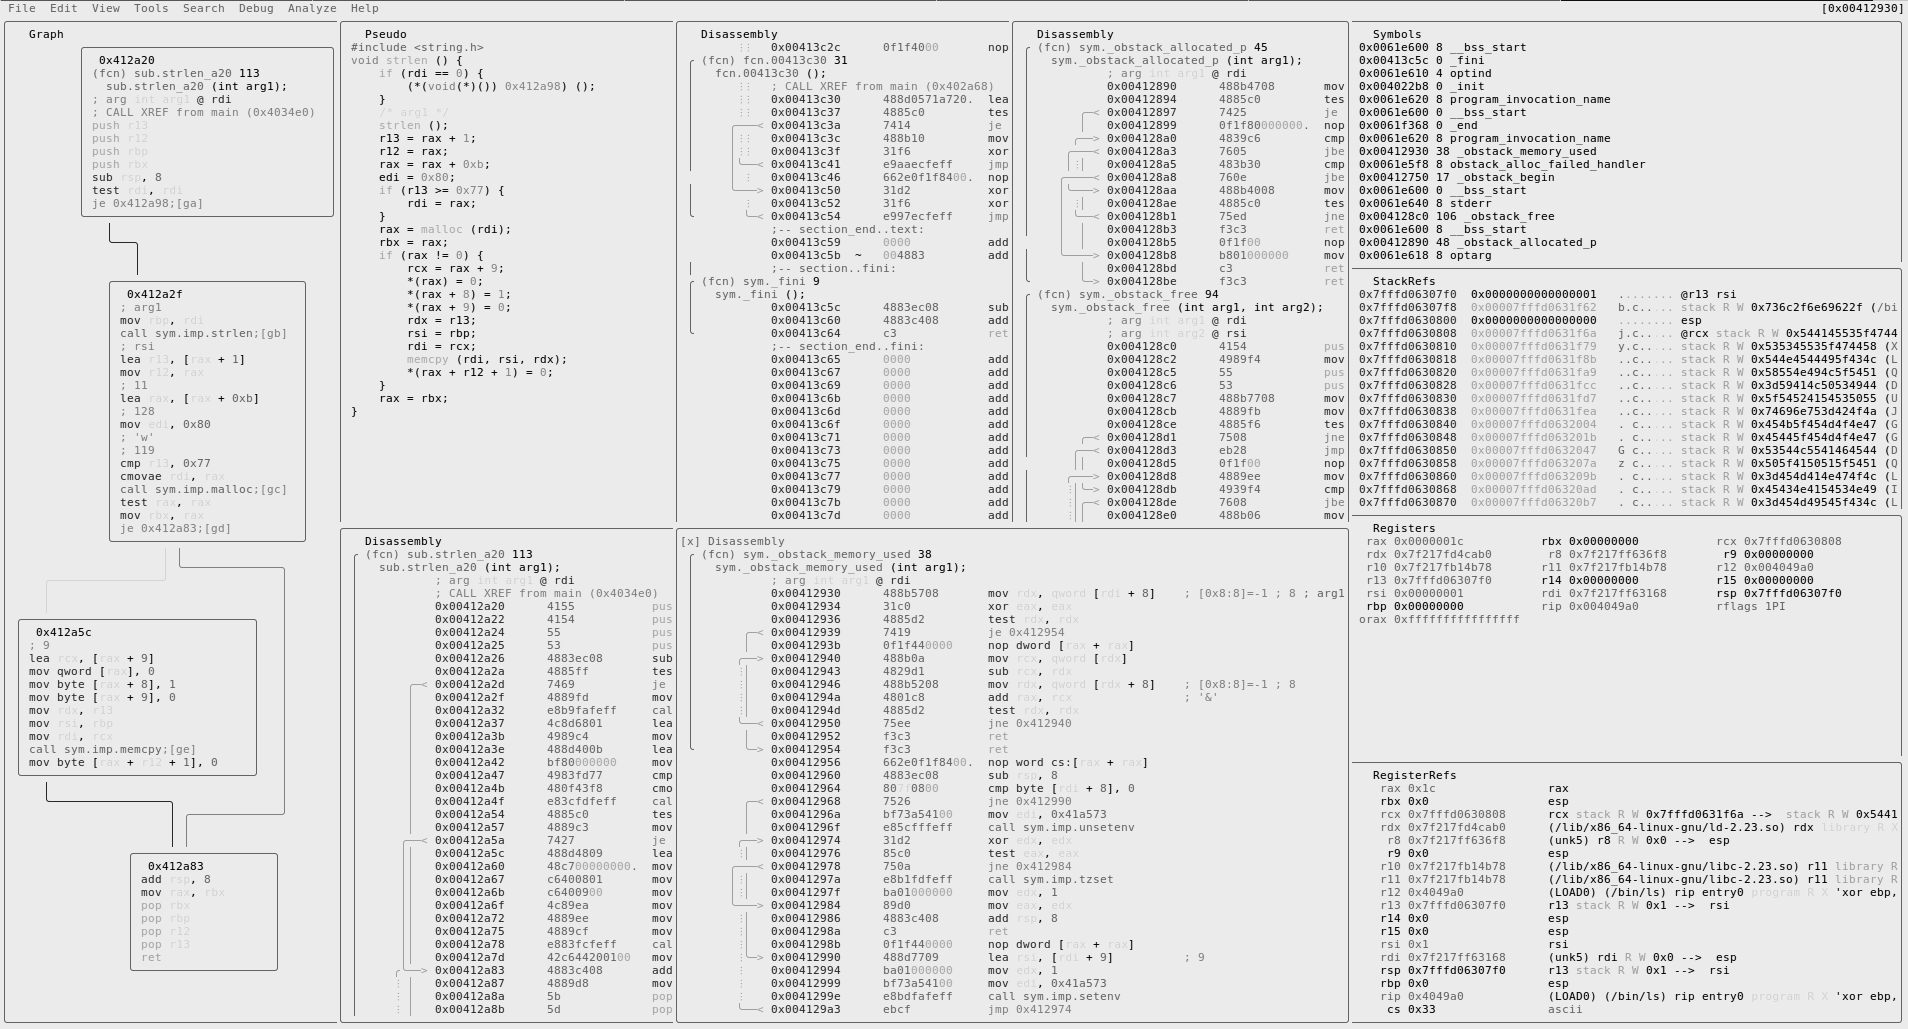 File Edit View Tools Search Debug Analyze Help [0x00412930]
Graph
0x412a20
(fcn) sub.strlen_a20 113
sub.strlen_a20 (int arg1);
; arg int arg1 @ rdi
; CALL XREF from main (0x4034e0)
push r13
push r12
push rbp
push rbx
sub rsp, 8
test rdi, rdi
je 0x412a98;[ga]
0x412a2f
; arg1
mov rbp, rdi
call sym.imp.strlen;[gb]
; rsi
lea r13, [rax + 1]
mov r12, rax
; 11
lea rax, [rax + 0xb]
; 128
mov edi, 0x80
; 'w'
; 119
cmp r13, 0x77
cmovae rdi, rax
call sym.imp.malloc;[gc]
test rax, rax
mov rbx, rax
je 0x412a83;[gd]
0x412a5c
; 9
lea rcx, [rax + 9]
mov qword [rax], 0
mov byte [rax + 8], 1
mov byte [rax + 9], 0
mov rdx, r13
mov rsi, rbp
mov rdi, rcx
call sym.imp.memcpy;[ge]
mov byte [rax + r12 + 1], 0
0x412a83
add rsp, 8
mov rax, rbx
pop rbx
pop rbp
pop r12
pop r13
ret
Pseudo
#include <string.h>
void strlen () {
if (rdi == 0) {
(*(void(*)()) 0x412a98) ();
}
/* arg1 */
strlen ();
r13 = rax + 1;
r12 = rax;
rax = rax + 0xb;
edi = 0x80;
if (r13 >= 0x77) {
rdi = rax;
}
rax = malloc (rdi);
rbx = rax;
if (rax != 0) {
rcx = rax + 9;
*(rax) = 0;
*(rax + 8) = 1;
*(rax + 9) = 0;
rdx = r13;
rsi = rbp;
rdi = rcx;
memcpy (rdi, rsi, rdx);
*(rax + r12 + 1) = 0;
}
rax = rbx;
}
Disassembly
0x00413c2c 0f1f4000 nop
(fcn) fcn.00413c30 31
fcn.00413c30 ();
; CALL XREF from main (0x402a68)
0x00413c30 488d0571a720. lea
0x00413c37 4885c0 tes
0x00413c3a 7414 je
0x00413c3c 488b10 mov
0x00413c3f 31f6 xor
0x00413c41 e9aaecfeff jmp
0x00413c46 662e0f1f8400. nop
0x00413c50 31d2 xor
0x00413c52 31f6 xor
0x00413c54 e997ecfeff jmp
;-- section_end..text:
0x00413c59 0000 add
0x00413c5b ~ 004883 add
;-- section..fini:
(fcn) sym._fini 9
sym._fini ();
0x00413c5c 4883ec08 sub
0x00413c60 4883c408 add
0x00413c64 c3 ret
;-- section_end..fini:
0x00413c65 0000 add
0x00413c67 0000 add
0x00413c69 0000 add
0x00413c6b 0000 add
0x00413c6d 0000 add
0x00413c6f 0000 add
0x00413c71 0000 add
0x00413c73 0000 add
0x00413c75 0000 add
0x00413c77 0000 add
0x00413c79 0000 add
0x00413c7b 0000 add
0x00413c7d 0000 add
Disassembly
(fcn) sym._obstack_allocated_p 45
sym._obstack_allocated_p (int arg1);
; arg int arg1 @ rdi
0x00412890 488b4708 mov
0x00412894 4885c0 tes
0x00412897 7425 je
0x00412899 0f1f80000000. nop
0x004128a0 4839c6 cmp
0x004128a3 7605 jbe
0x004128a5 483b30 cmp
0x004128a8 760e jbe
0x004128aa 488b4008 mov
0x004128ae 4885c0 tes
0x004128b1 75ed jne
0x004128b3 f3c3 ret
0x004128b5 0f1f00 nop
0x004128b8 b801000000 mov
0x004128bd c3 ret
0x004128be f3c3 ret
(fcn) sym._obstack_free 94
sym._obstack_free (int arg1, int arg2);
; arg int arg1 @ rdi
; arg int arg2 @ rsi
0x004128c0 4154 pus
0x004128c2 4989f4 mov
0x004128c5 55 pus
0x004128c6 53 pus
0x004128c7 488b7708 mov
0x004128cb 4889fb mov
0x004128ce 4885f6 tes
0x004128d1 7508 jne
0x004128d3 eb28 jmp
0x004128d5 0f1f00 nop
0x004128d8 4889ee mov
0x004128db 4939f4 cmp
0x004128de 7608 jbe
0x004128e0 488b06 mov
Symbols
0x0061e600 8 __bss_start
0x00413c5c 0 _fini
0x0061e610 4 optind
0x004022b8 0 _init
0x0061e620 8 program_invocation_name
0x0061e600 0 __bss_start
0x0061f368 0 _end
0x0061e620 8 program_invocation_name
0x00412930 38 _obstack_memory_used
0x0061e5f8 8 obstack_alloc_failed_handler
0x00412750 17 _obstack_begin
0x0061e600 0 __bss_start
0x0061e640 8 stderr
0x004128c0 106 _obstack_free
0x0061e600 8 __bss_start
0x00412890 48 _obstack_allocated_p
0x0061e618 8 optarg
StackRefs
0x7fffd06307f0 0x0000000000000001 ........ @r13 rsi
0x7fffd06307f8 0x00007fffd0631f62 b.c..... stack R W 0x736c2f6e69622f (/bi
0x7fffd0630800 0x0000000000000000 ........ esp
0x7fffd0630808 0x00007fffd0631f6a j.c..... @rcx stack R W 0x544145535f4744
0x7fffd0630810 0x00007fffd0631f79 y.c..... stack R W 0x535345535f474458 (X
0x7fffd0630818 0x00007fffd0631f8b ..c..... stack R W 0x544e4544495f434c (L
0x7fffd0630820 0x00007fffd0631fa9 ..c..... stack R W 0x58554e494c5f5451 (Q
0x7fffd0630828 0x00007fffd0631fcc ..c..... stack R W 0x3d59414c50534944 (D
0x7fffd0630830 0x00007fffd0631fd7 ..c..... stack R W 0x5f54524154535055 (U
0x7fffd0630838 0x00007fffd0631fea ..c..... stack R W 0x74696e753d424f4a (J
0x7fffd0630840 0x00007fffd0632004 . c..... stack R W 0x454b5f454d4f4e47 (G
0x7fffd0630848 0x00007fffd063201b . c..... stack R W 0x45445f454d4f4e47 (G
0x7fffd0630850 0x00007fffd0632047 G c..... stack R W 0x53544c5541464544 (D
0x7fffd0630858 0x00007fffd063207a z c..... stack R W 0x505f4150515f5451 (Q
0x7fffd0630860 0x00007fffd063209b . c..... stack R W 0x3d454d414e474f4c (L
0x7fffd0630868 0x00007fffd06320ad . c..... stack R W 0x45434e4154534e49 (I
0x7fffd0630870 0x00007fffd06320b7 . c..... stack R W 0x3d454d49545f434c (L
Disassembly
(fcn) sub.strlen_a20 113
sub.strlen_a20 (int arg1);
; arg int arg1 @ rdi
; CALL XREF from main (0x4034e0)
0x00412a20 4155 pus
0x00412a22 4154 pus
0x00412a24 55 pus
0x00412a25 53 pus
0x00412a26 4883ec08 sub
0x00412a2a 4885ff tes
0x00412a2d 7469 je
0x00412a2f 4889fd mov
0x00412a32 e8b9fafeff cal
0x00412a37 4c8d6801 lea
0x00412a3b 4989c4 mov
0x00412a3e 488d400b lea
0x00412a42 bf80000000 mov
0x00412a47 4983fd77 cmp
0x00412a4b 480f43f8 cmo
0x00412a4f e83cfdfeff cal
0x00412a54 4885c0 tes
0x00412a57 4889c3 mov
0x00412a5a 7427 je
0x00412a5c 488d4809 lea
0x00412a60 48c700000000. mov
0x00412a67 c6400801 mov
0x00412a6b c6400900 mov
0x00412a6f 4c89ea mov
0x00412a72 4889ee mov
0x00412a75 4889cf mov
0x00412a78 e883fcfeff cal
0x00412a7d 42c644200100 mov
0x00412a83 4883c408 add
0x00412a87 4889d8 mov
0x00412a8a 5b pop
0x00412a8b 5d pop
[x] Disassembly
(fcn) sym._obstack_memory_used 38
sym._obstack_memory_used (int arg1);
; arg int arg1 @ rdi
0x00412930 488b5708 mov rdx, qword [rdi + 8] ; [0x8:8]=-1 ; 8 ; arg1
0x00412934 31c0 xor eax, eax
0x00412936 4885d2 test rdx, rdx
0x00412939 7419 je 0x412954
0x0041293b 0f1f440000 nop dword [rax + rax]
0x00412940 488b0a mov rcx, qword [rdx]
0x00412943 4829d1 sub rcx, rdx
0x00412946 488b5208 mov rdx, qword [rdx + 8] ; [0x8:8]=-1 ; 8
0x0041294a 4801c8 add rax, rcx ; '&'
0x0041294d 4885d2 test rdx, rdx
0x00412950 75ee jne 0x412940
0x00412952 f3c3 ret
0x00412954 f3c3 ret
0x00412956 662e0f1f8400. nop word cs:[rax + rax]
0x00412960 4883ec08 sub rsp, 8
0x00412964 807f0800 cmp byte [rdi + 8], 0
0x00412968 7526 jne 0x412990
0x0041296a bf73a54100 mov edi, 0x41a573
0x0041296f e85cfffeff call sym.imp.unsetenv
0x00412974 31d2 xor edx, edx
0x00412976 85c0 test eax, eax
0x00412978 750a jne 0x412984
0x0041297a e8b1fdfeff call sym.imp.tzset
0x0041297f ba01000000 mov edx, 1
0x00412984 89d0 mov eax, edx
0x00412986 4883c408 add rsp, 8
0x0041298a c3 ret
0x0041298b 0f1f440000 nop dword [rax + rax]
0x00412990 488d7709 lea rsi, [rdi + 9] ; 9
0x00412994 ba01000000 mov edx, 1
0x00412999 bf73a54100 mov edi, 0x41a573
0x0041299e e8bdfafeff call sym.imp.setenv
0x004129a3 ebcf jmp 0x412974
Registers
rax 0x0000001c rbx 0x00000000 rcx 0x7fffd0630808
rdx 0x7f217fd4cab0 r8 0x7f217ff636f8 r9 0x00000000
r10 0x7f217fb14b78 r11 0x7f217fb14b78 r12 0x004049a0
r13 0x7fffd06307f0 r14 0x00000000 r15 0x00000000
rsi 0x00000001 rdi 0x7f217ff63168 rsp 0x7fffd06307f0
rbp 0x00000000 rip 0x004049a0 rflags 1PI
orax 0xffffffffffffffff
RegisterRefs
rax 0x1c rax
rbx 0x0 esp
rcx 0x7fffd0630808 rcx stack R W 0x7fffd0631f6a --> stack R W 0x5441
rdx 0x7f217fd4cab0 (/lib/x86_64-linux-gnu/ld-2.23.so) rdx library R X
r8 0x7f217ff636f8 (unk5) r8 R W 0x0 --> esp
r9 0x0 esp
r10 0x7f217fb14b78 (/lib/x86_64-linux-gnu/libc-2.23.so) r11 library R
r11 0x7f217fb14b78 (/lib/x86_64-linux-gnu/libc-2.23.so) r11 library R
r12 0x4049a0 (LOAD0) (/bin/ls) rip entry0 program R X 'xor ebp,
r13 0x7fffd06307f0 r13 stack R W 0x1 --> rsi
r14 0x0 esp
r15 0x0 esp
rsi 0x1 rsi
rdi 0x7f217ff63168 (unk5) rdi R W 0x0 --> esp
rsp 0x7fffd06307f0 r13 stack R W 0x1 --> rsi
rbp 0x0 esp
rip 0x4049a0 (LOAD0) (/bin/ls) rip entry0 program R X 'xor ebp,
cs 0x33 ascii